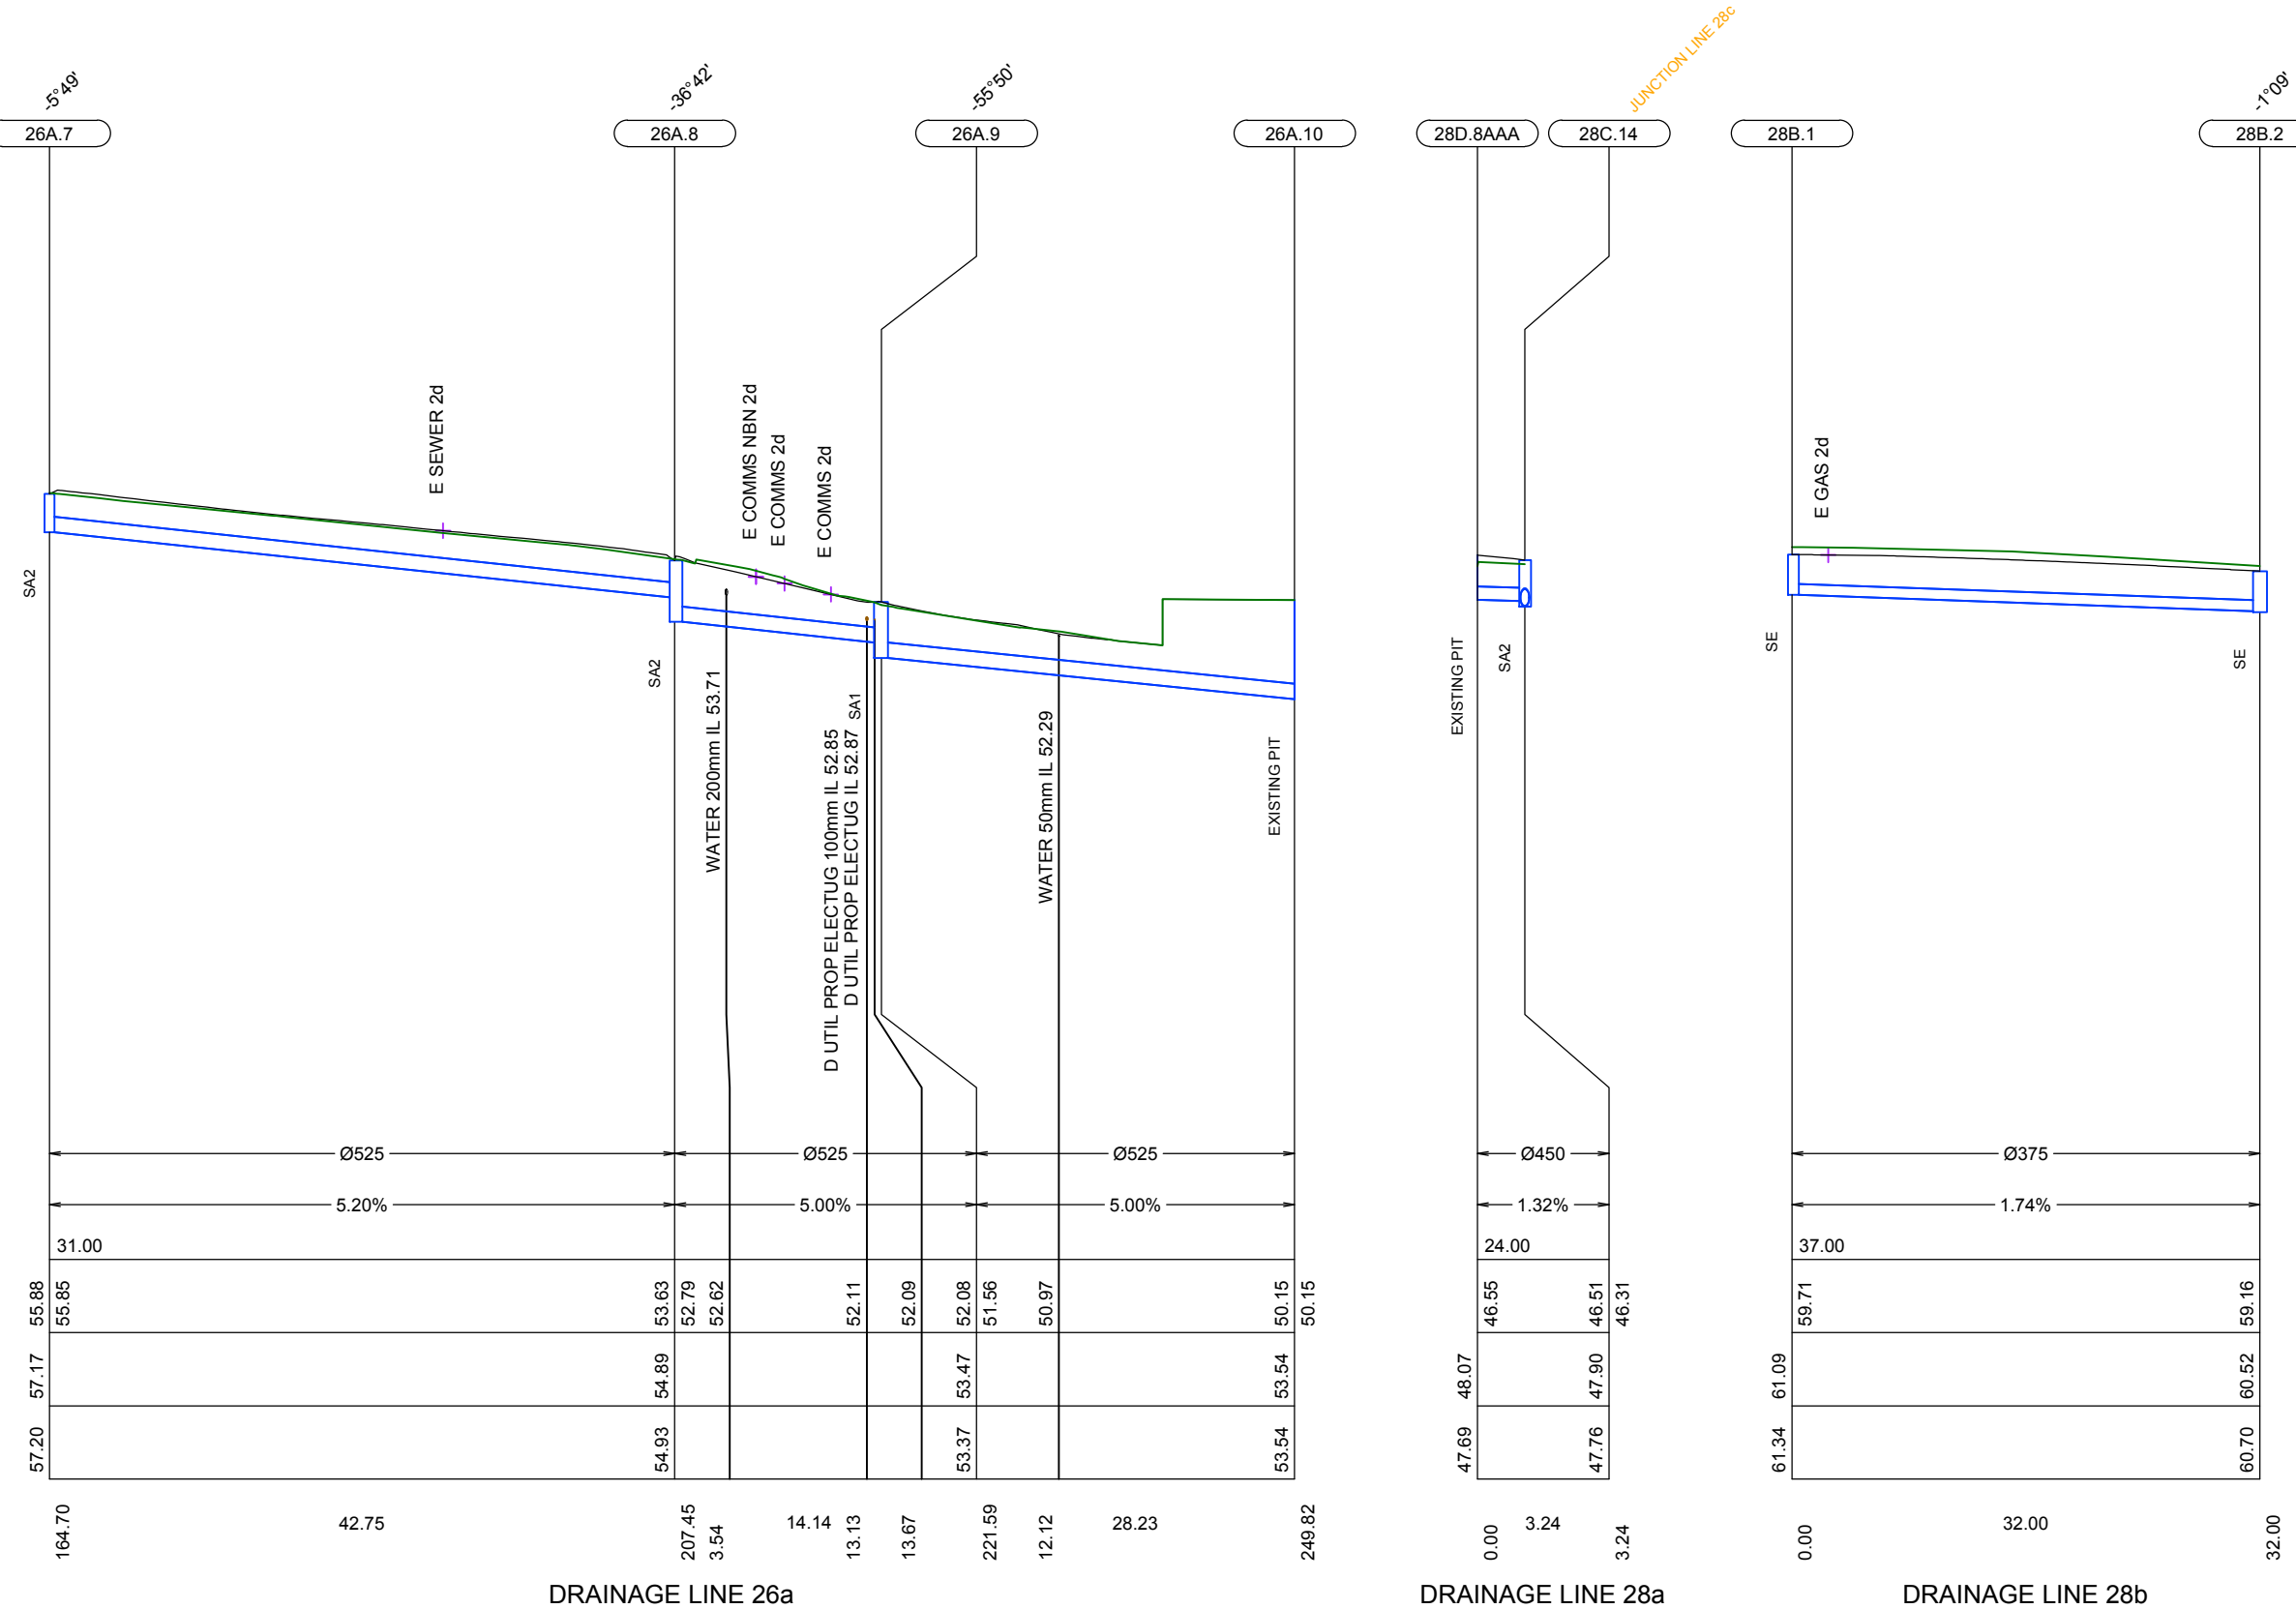 JUNCTION LINE 28c
-5°49'
-36°42'
-55°50'
-1°09'
26A.7
26A.8
26A.9
26A.10
28D.8AAA
28C.14
28B.1
28B.2
E SEWER 2d
E COMMS NBN 2d
E COMMS 2d
E COMMS 2d
E GAS 2d
SA2
SA2
WATER 200mm IL 53.71
D UTIL PROP ELECTUG 100mm IL 52.85
D UTIL PROP ELECTUG IL 52.87
SA1
WATER 50mm IL 52.29
EXISTING PIT
EXISTING PIT
SA2
SE
SE
Ø525
Ø525
Ø525
Ø450
Ø375
5.20%
5.00%
5.00%
1.32%
1.74%
31.00
24.00
37.00
55.88
55.85
53.63
52.79
52.62
52.11
52.09
52.08
51.56
50.97
50.15
50.15
46.55
46.51
46.31
59.71
59.16
57.17
54.89
53.47
53.54
48.07
47.90
61.09
60.52
57.20
54.93
53.37
53.54
47.69
47.76
61.34
60.70
164.70
42.75
207.45
3.54
14.14
13.13
13.67
221.59
12.12
28.23
249.82
0.00
3.24
3.24
0.00
32.00
32.00
DRAINAGE LINE 26a
DRAINAGE LINE 28a
DRAINAGE LINE 28b